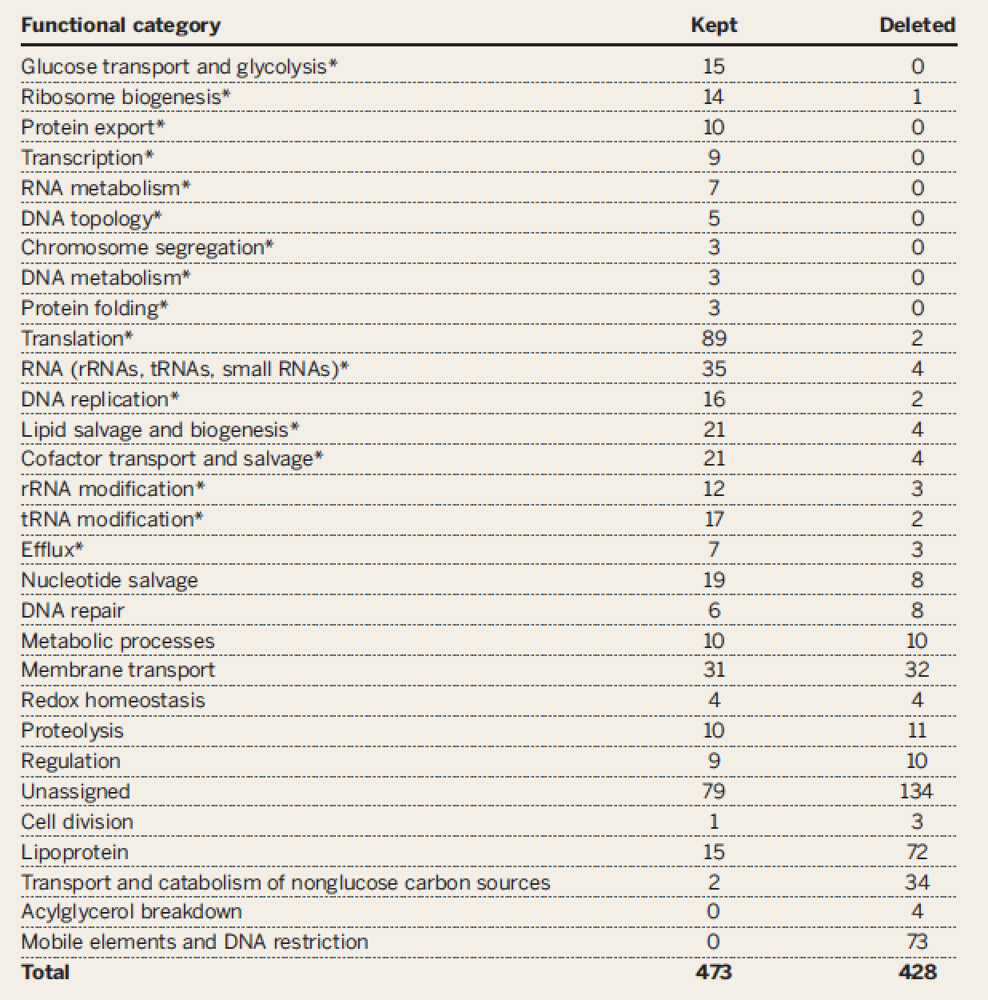 Functional category Kept Deleted
Glucose transport and glycolysis* 15 0
Ribosome biogenesis* 14 1
Protein export* 10 0
Transcription* 9 0
RNA metabolism* 7 0
DNA topology* 5 0
Chromosome segregation* 3 0
DNA metabolism* 3 0
Protein folding* 3 0
Translation* 89 2
RNA (rRNAs, tRNAs, small RNAs)* 35 4
DNA replication* 16 2
Lipid salvage and biogenesis* 21 4
Cofactor transport and salvage* 21 4
rRNA modification* 12 3
tRNA modification* 17 2
Efflux* 7 3
Nucleotide salvage 19 8
DNA repair 6 8
Metabolic processes 10 10
Membrane transport 31 32
Redox homeostasis 4 4
Proteolysis 10 11
Regulation 9 10
Unassigned 79 134
Cell division 1 3
Lipoprotein 15 72
Transport and catabolism of nonglucose carbon sources 2 34
Acylglycerol breakdown 0 4
Mobile elements and DNA restriction 0 73
Total 473 428